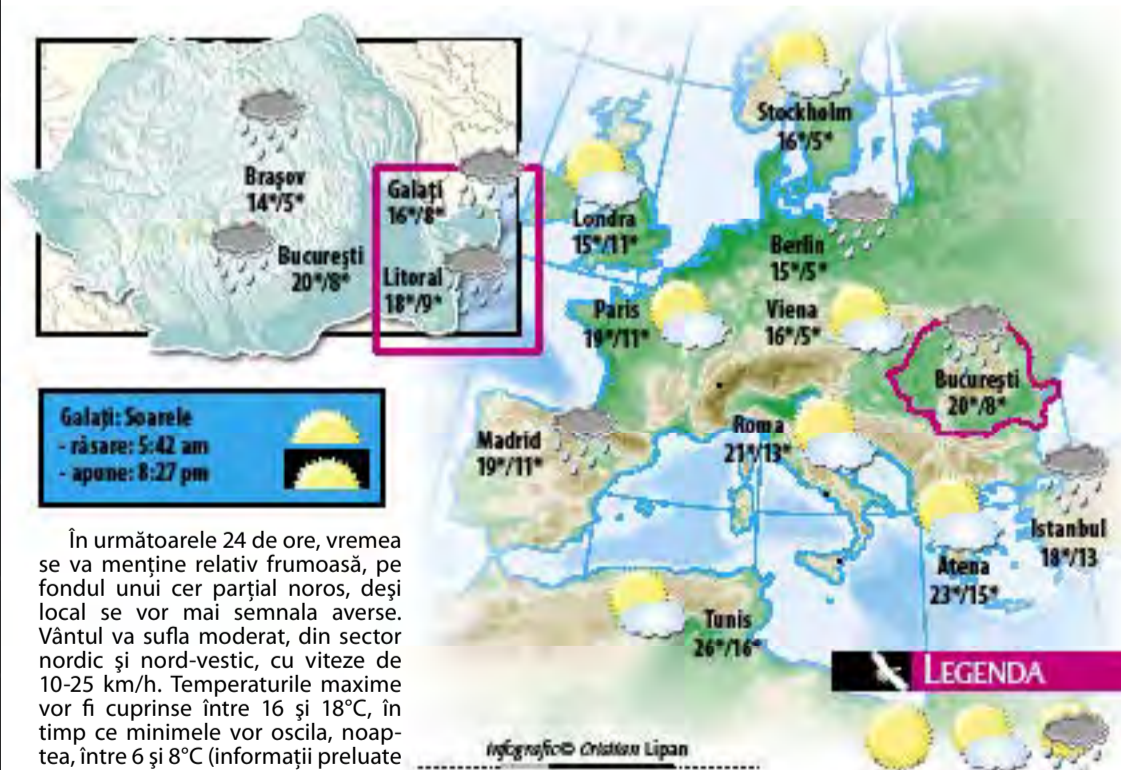 Brașov
14°/5°
București
20°/8°
Galați
16°/8°
Litoral
18°/9°
Galați: Soarele
- răsare: 5:42 am
- apune: 8:27 pm
În următoarele 24 de ore, vremea
se va menține relativ frumoasă, pe
fondul unui cer parțial noros, deși
local se vor mai semnala averse.
Vântul va sufla moderat, din sector
nordic și nord-vestic, cu viteze de
10-25 km/h. Temperaturile maxime
vor fi cuprinse între 16 și 18°C, în
timp ce minimele vor oscila, noap-
tea, între 6 și 8°C (informații preluate
Stockholm
16°/5°
Londra
15°/11°
Berlin
15°/5°
Paris
19°/11°
Viena
16°/5°
București
20°/8°
Madrid
19°/11°
Roma
21°/13°
Istanbul
18°/13
Atena
23°/15°
Tunis
26°/16°
LEGENDA
Infografic© Cristian Lipan